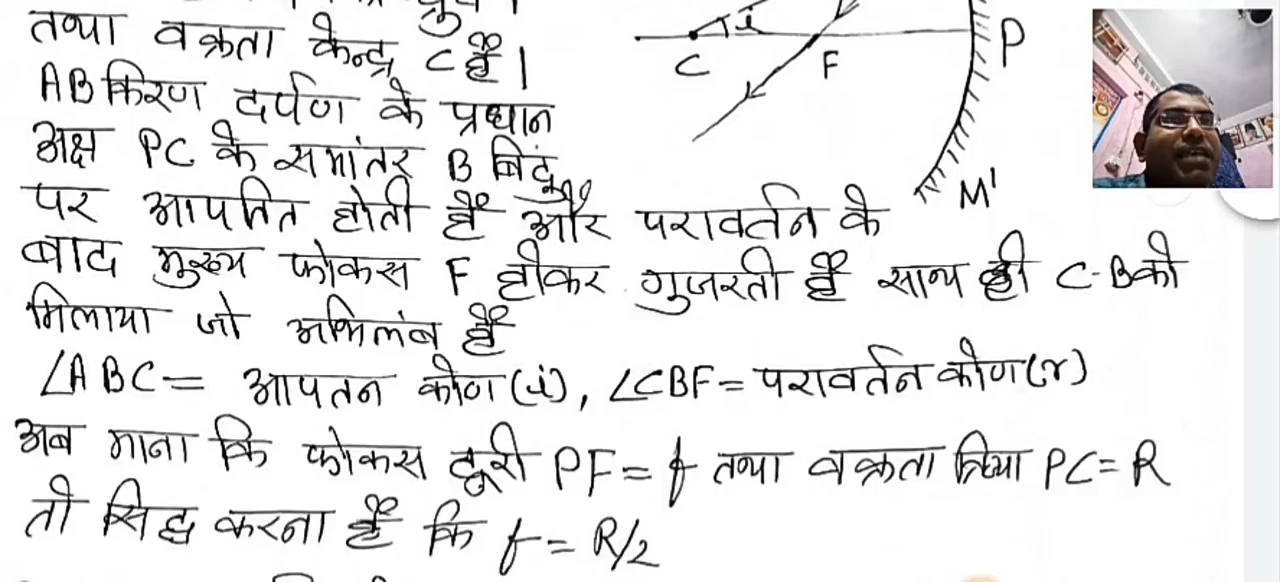 तथा वक्रता केन्द्र C हैं।
AB किरण दर्पण के प्रधान
अक्ष PC के समांतर B बिंदु
पर आपतित होती हैं और परावर्तन के
बाद मुख्य फोकस F होकर गुजरती हैं साथ ही C-B को
मिलाया जो अभिलंब हैं
∠ABC = आपतन कोण (i), ∠CBF = परावर्तन कोण (r)
अब माना कि फोकस दूरी PF = f तथा वक्रता त्रिज्या PC = R
तो सिद्ध करना हैं कि f = R/2
C
i
F
P
M'